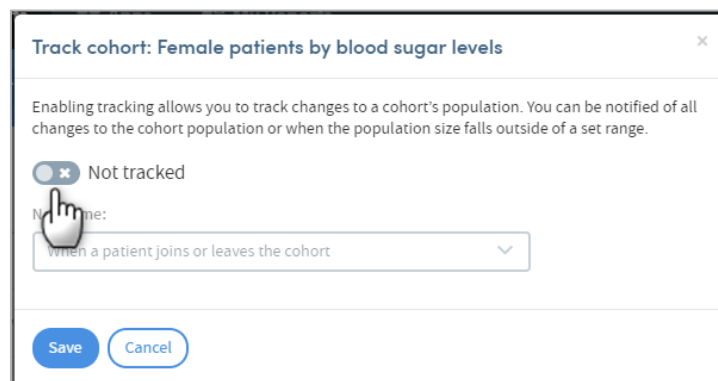 Track cohort: Female patients by blood sugar levels
Enabling tracking allows you to track changes to a cohort's population. You can be notified of all
changes to the cohort population or when the population size falls outside of a set range.
Not tracked
When a patient joins or leaves the cohort
Save Cancel